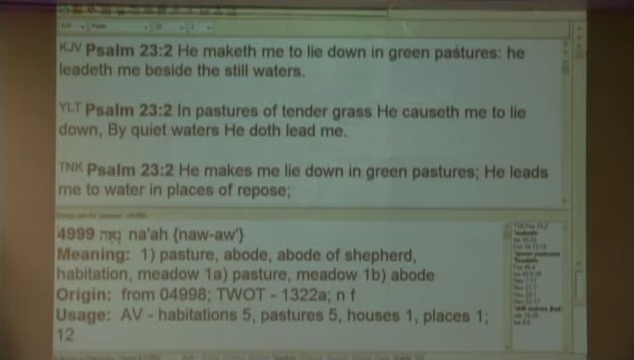 KJV Psalm 23:2 He maketh me to lie down in green pastures: he
leadeth me beside the still waters.
YLT Psalm 23:2 In pastures of tender grass He causeth me to lie
down, By quiet waters He doth lead me.
TNK Psalm 23:2 He makes me lie down in green pastures; He leads
me to water in places of repose;
4999 נָאָה na'ah {naw-aw'}
Meaning: 1) pasture, abode, abode of shepherd,
habitation, meadow 1a) pasture, meadow 1b) abode
Origin: from 04998; TWOT - 1322a; n f
Usage: AV - habitations 5, pastures 5, houses 1, places 1;
12